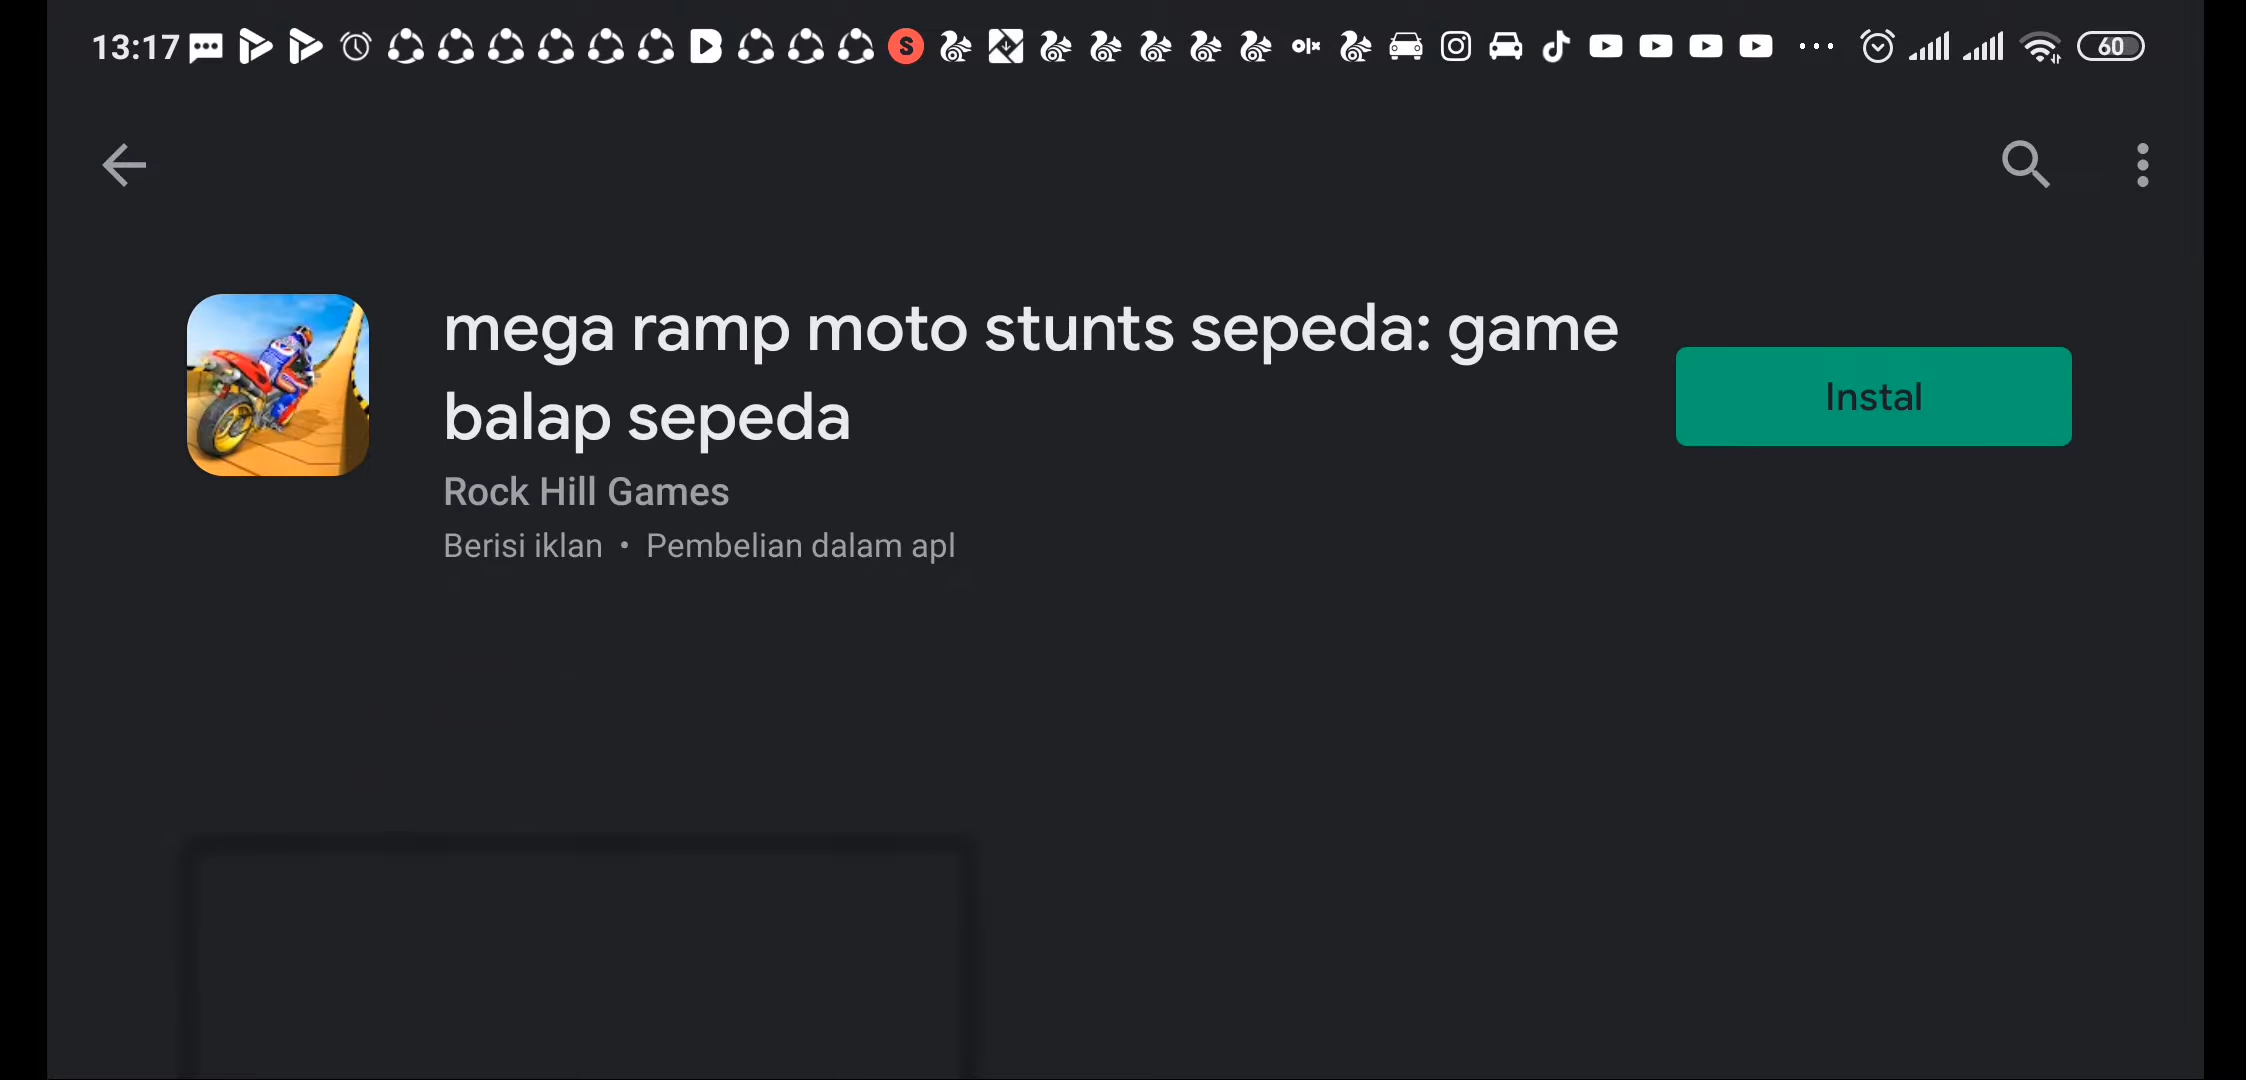 13:17 S olx 60
mega ramp moto stunts sepeda: game
balap sepeda
Instal
Rock Hill Games
Berisi iklan • Pembelian dalam apl